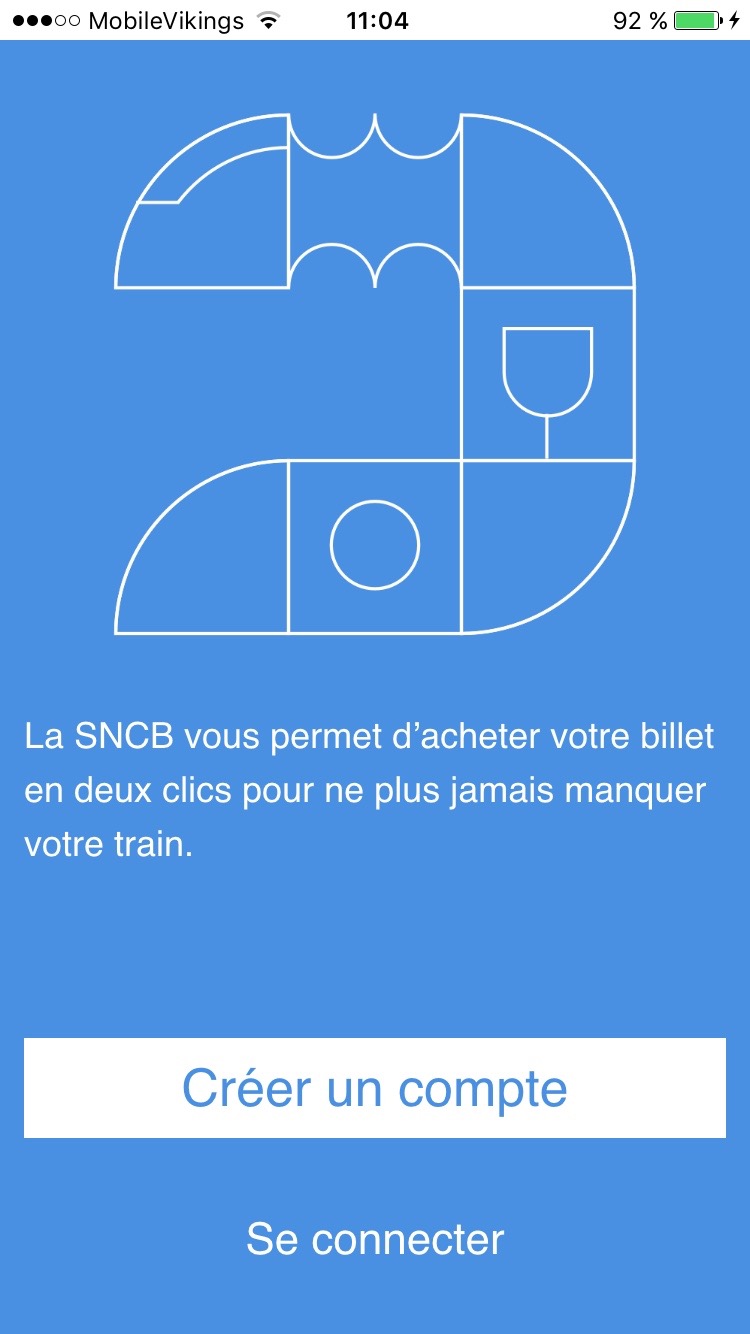 MobileVikings 11:04 92 %
La SNCB vous permet d’acheter votre billet
en deux clics pour ne plus jamais manquer
votre train.
Créer un compte
Se connecter